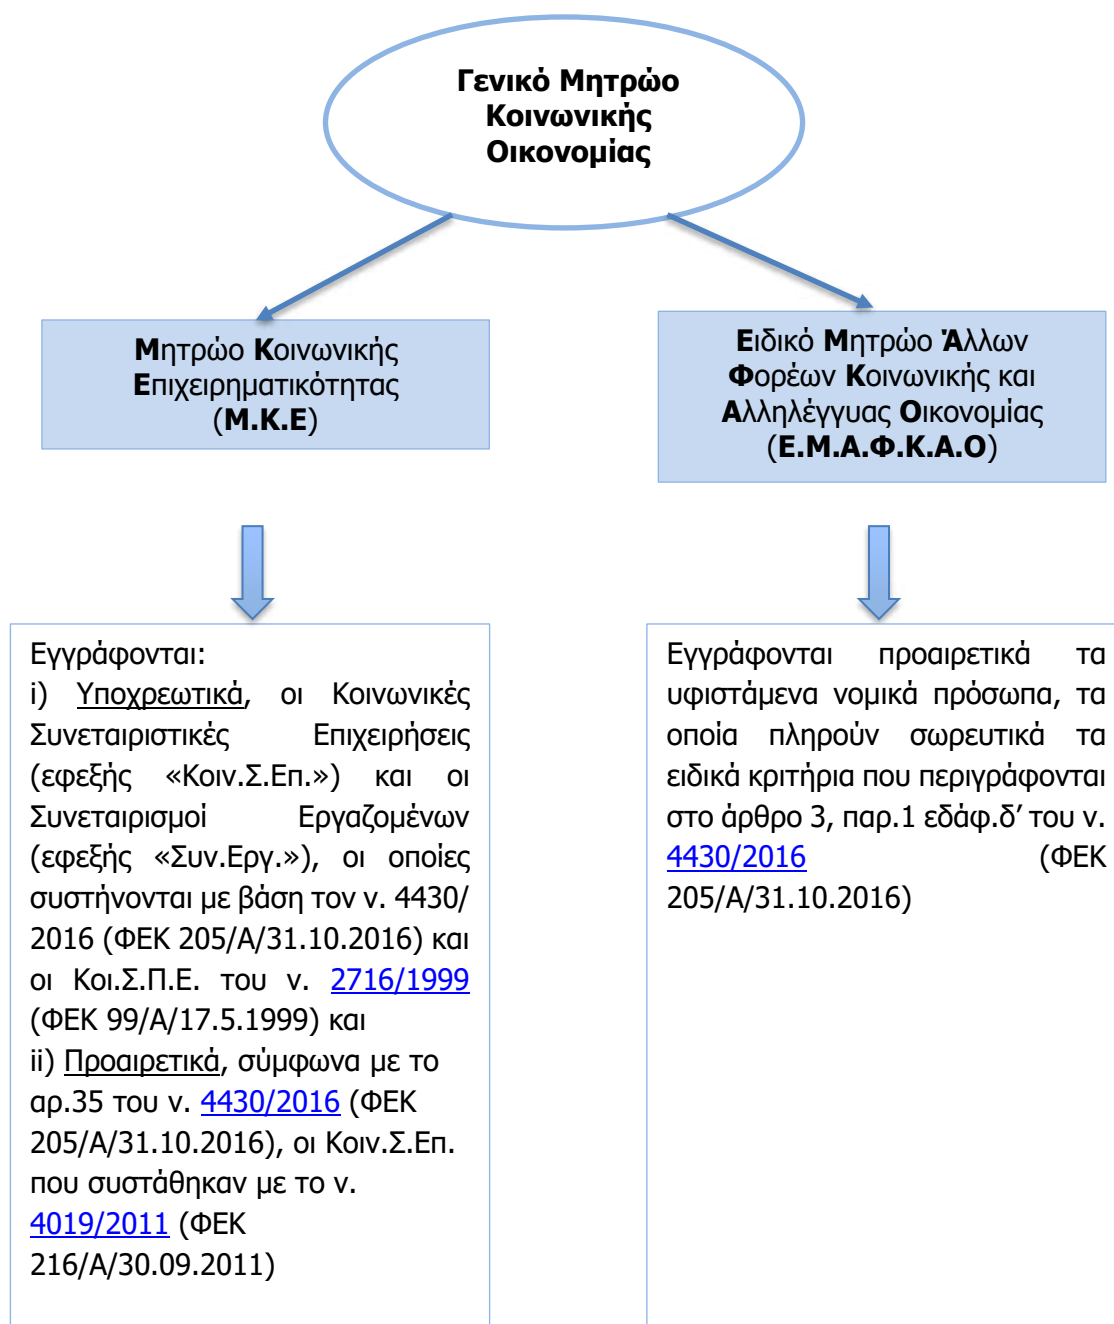 Γενικό Μητρώο
Κοινωνικής
Οικονομίας
Μητρώο Κοινωνικής
Επιχειρηματικότητας
(Μ.Κ.Ε)
Ειδικό Μητρώο Άλλων
Φορέων Κοινωνικής και
Αλληλέγγυας Οικονομίας
(Ε.Μ.Α.Φ.Κ.Α.Ο)
Εγγράφονται:
i) Υποχρεωτικά, οι Κοινωνικές
Συνεταιριστικές Επιχειρήσεις
(εφεξής «Κοιν.Σ.Επ.») και οι
Συνεταιρισμοί Εργαζομένων
(εφεξής «Συν.Εργ.»), οι οποίες
συστήνονται με βάση τον ν. 4430/
2016 (ΦΕΚ 205/Α/31.10.2016) και
οι Κοι.Σ.Π.Ε. του ν. 2716/1999
(ΦΕΚ 99/Α/17.5.1999) και
ii) Προαιρετικά, σύμφωνα με το
αρ.35 του ν. 4430/2016 (ΦΕΚ
205/Α/31.10.2016), οι Κοιν.Σ.Επ.
που συστάθηκαν με το ν.
4019/2011 (ΦΕΚ
216/Α/30.09.2011)
Εγγράφονται προαιρετικά τα
υφιστάμενα νομικά πρόσωπα, τα
οποία πληρούν σωρευτικά τα
ειδικά κριτήρια που περιγράφονται
στο άρθρο 3, παρ.1 εδάφ.δ’ του ν.
4430/2016 (ΦΕΚ
205/Α/31.10.2016)